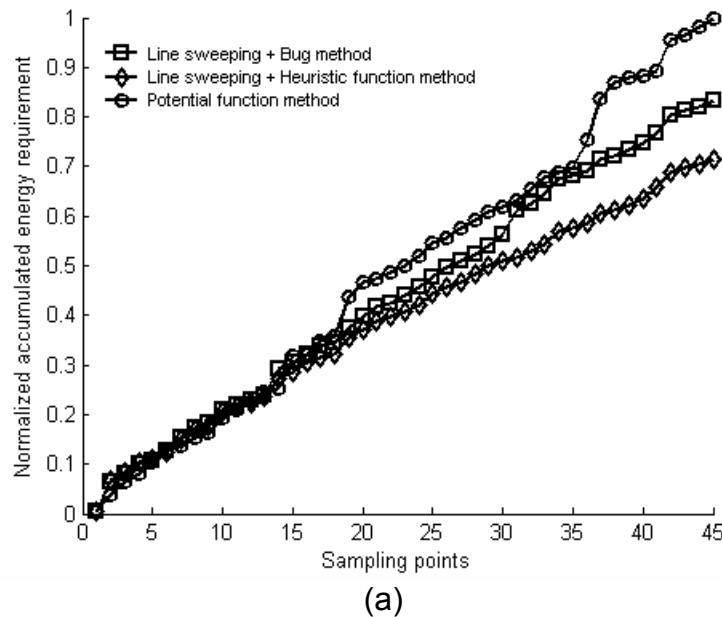 Line sweeping + Bug method
Line sweeping + Heuristic function method
Potential function method
Normalized accumulated energy requirement
1
0.9
0.8
0.7
0.6
0.5
0.4
0.3
0.2
0.1
0
0 5 10 15 20 25 30 35 40 45
Sampling points
(a)